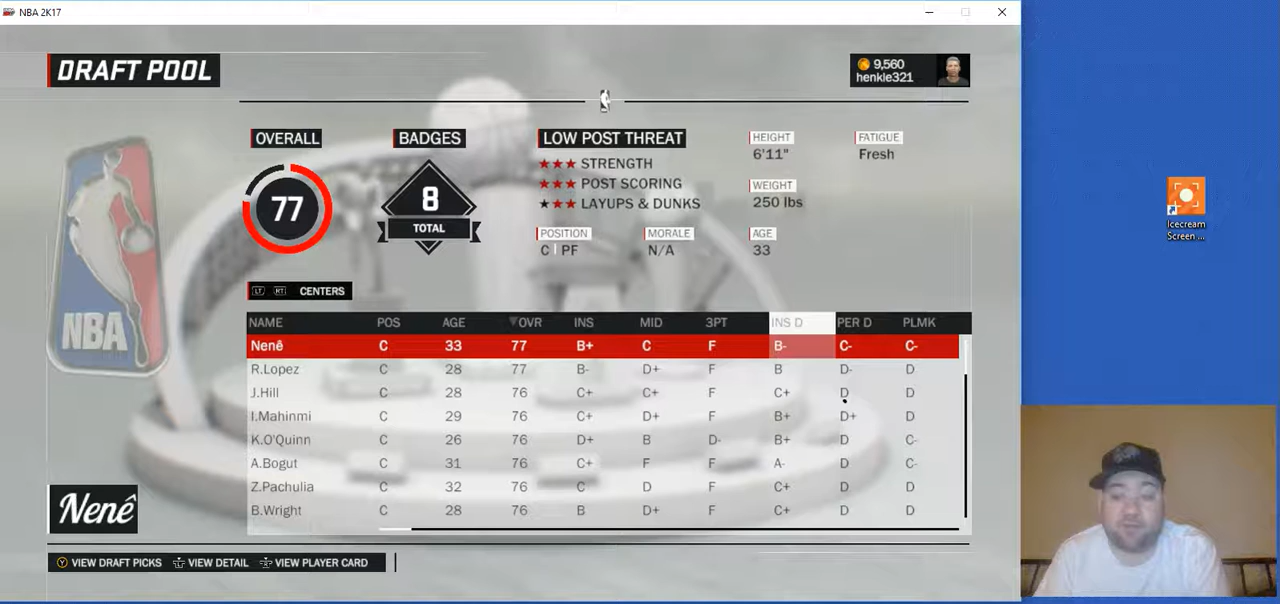 NBA 2K17
DRAFT POOL
9,560
henkie321
OVERALL
77
BADGES
8
TOTAL
LOW POST THREAT
★★★ STRENGTH
★★★ POST SCORING
★★★ LAYUPS & DUNKS
POSITION
C | PF
MORALE
N/A
HEIGHT
6'11"
WEIGHT
250 lbs
AGE
33
FATIGUE
Fresh
NBA
LT RT CENTERS
NAME POS AGE OVR INS MID 3PT INS D PER D PLMK
Nenê C 33 77 B+ C F B- C- C-
R.Lopez C 28 77 B- D+ F B D- D
J.Hill C 28 76 C+ C+ F C+ D D
I.Mahinmi C 29 76 C+ D+ F B+ D+ D
K.O'Quinn C 26 76 D+ B D- B+ D C-
A.Bogut C 31 76 C+ F F A- D C-
Z.Pachulia C 32 76 C D F C+ D D
B.Wright C 28 76 B D+ F C+ D D
Nenê
Y VIEW DRAFT PICKS VIEW DETAIL VIEW PLAYER CARD
Icecream
Screen ...